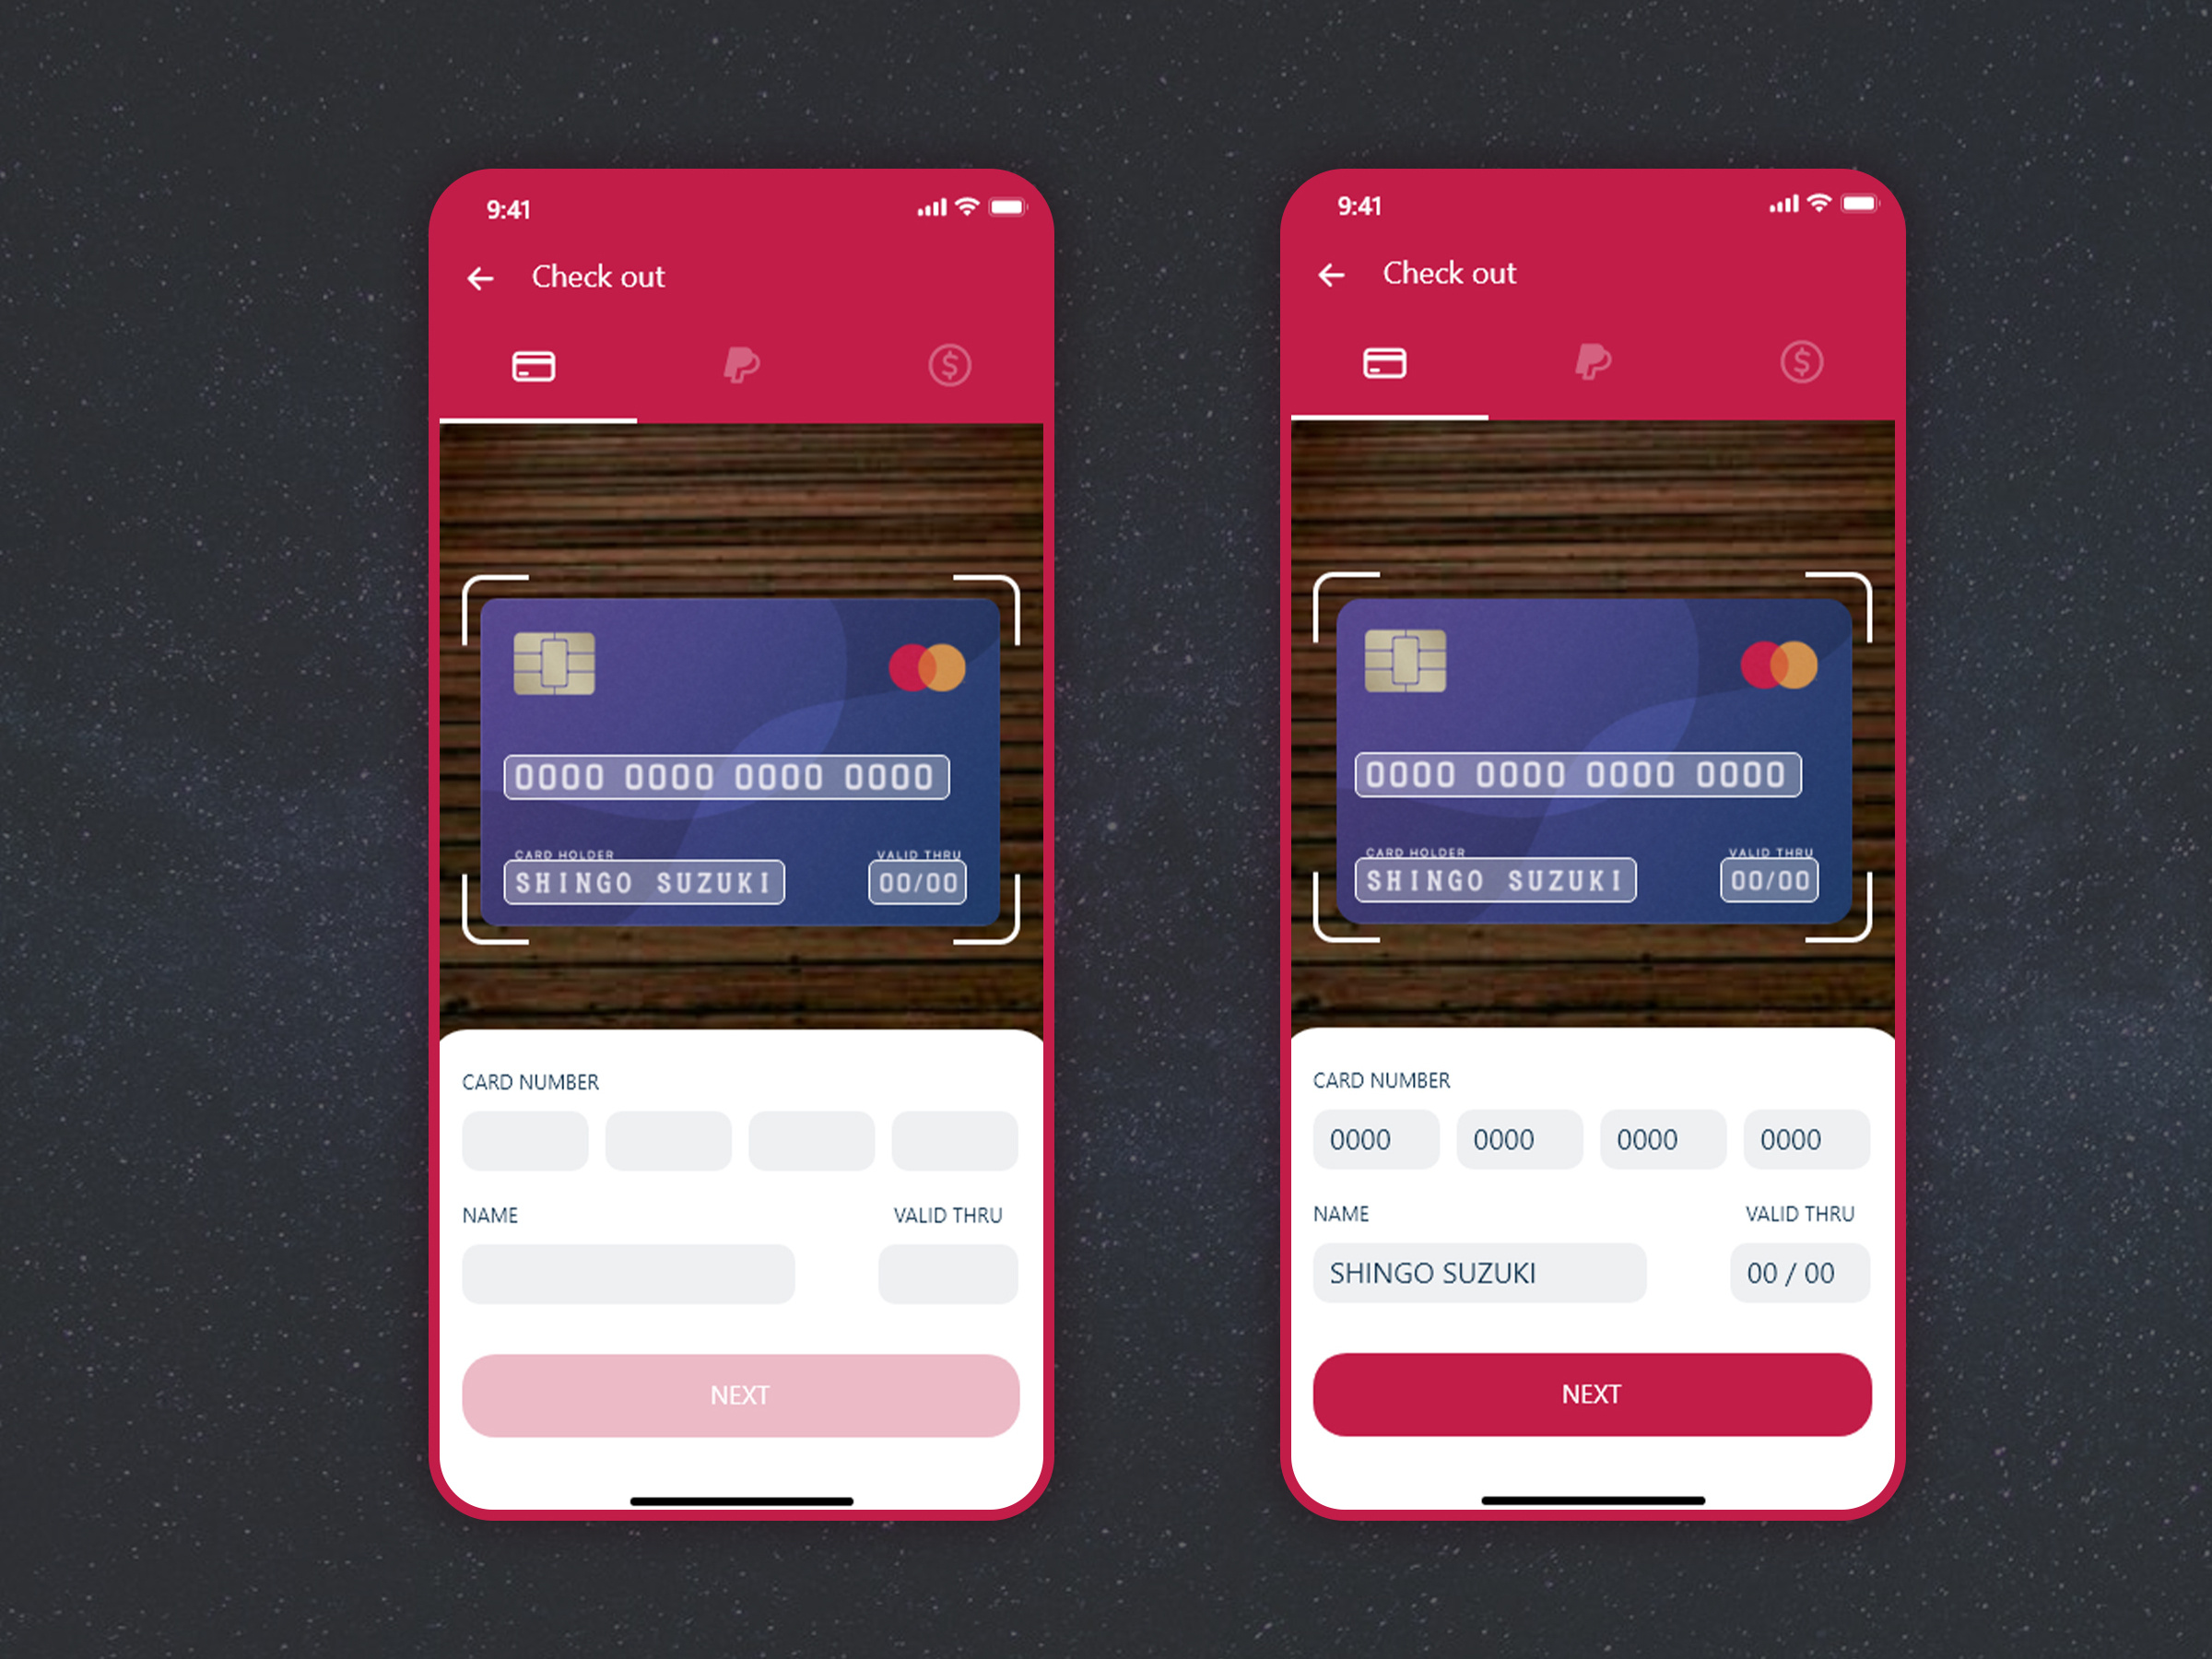 9:41
Check out
0000 0000 0000 0000
CARD HOLDER
VALID THRU
SHINGO SUZUKI
00/00
CARD NUMBER
NAME
VALID THRU
NEXT
9:41
Check out
0000 0000 0000 0000
CARD HOLDER
VALID THRU
SHINGO SUZUKI
00/00
CARD NUMBER
0000 0000 0000 0000
NAME
VALID THRU
SHINGO SUZUKI
00 / 00
NEXT